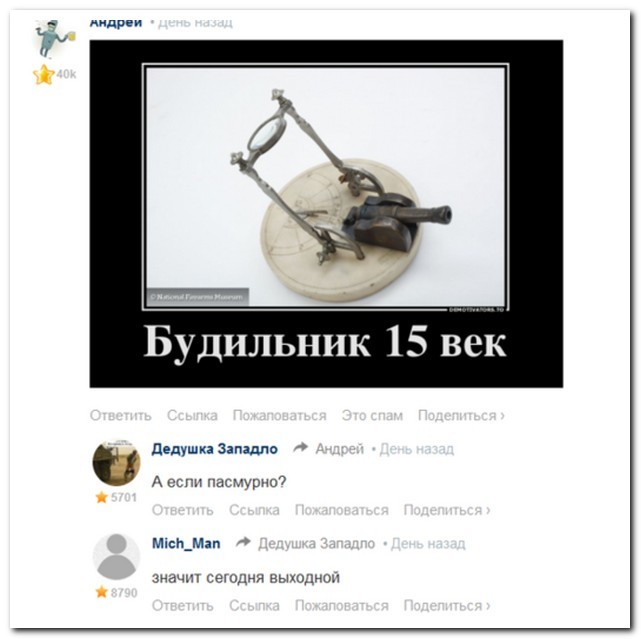 Андрей • День назад
40k
© National Firearms Museum
DEMOTIVATORS.TO
Будильник 15 век
Ответить Ссылка Пожаловаться Это спам Поделиться ›
Дедушка Западло Андрей • День назад
5701
А если пасмурно?
Ответить Ссылка Пожаловаться Поделиться ›
Mich_Man Дедушка Западло • День назад
8790
значит сегодня выходной
Ответить Ссылка Пожаловаться Поделиться ›